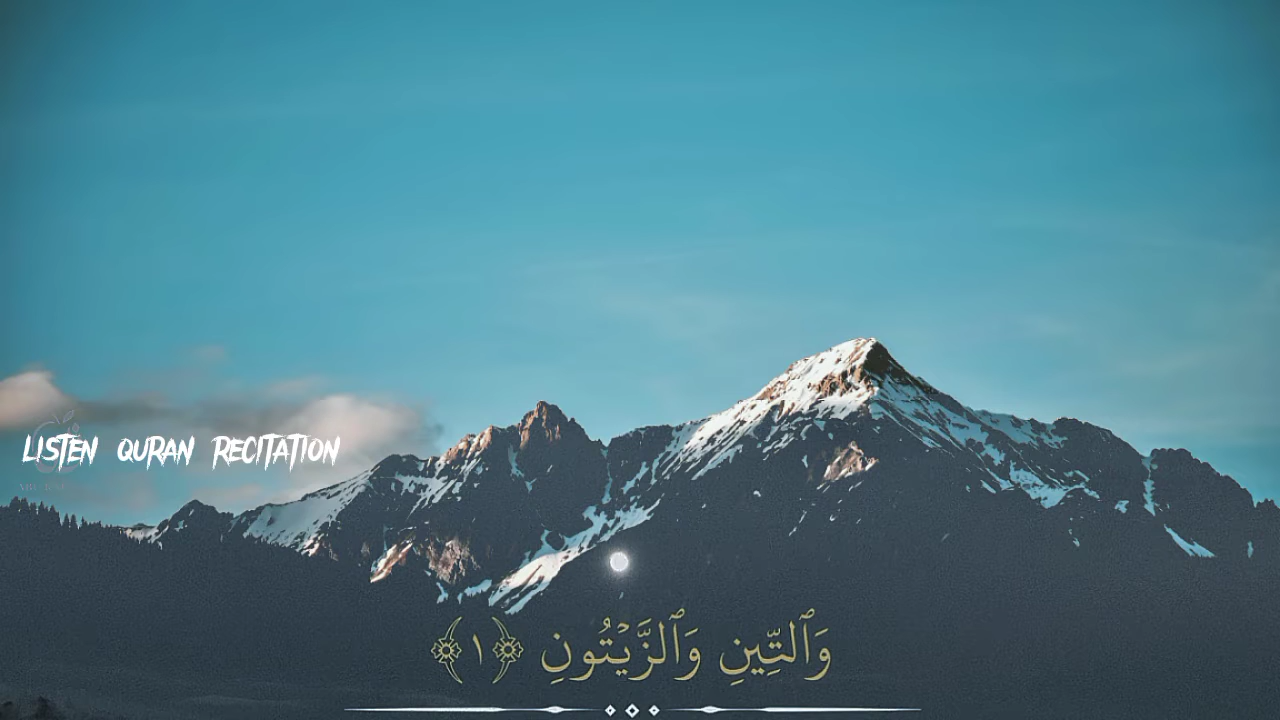 LISTEN QURAN RECITATION
وَٱلتِّينِ وَٱلزَّيْتُونِ ﴿١﴾